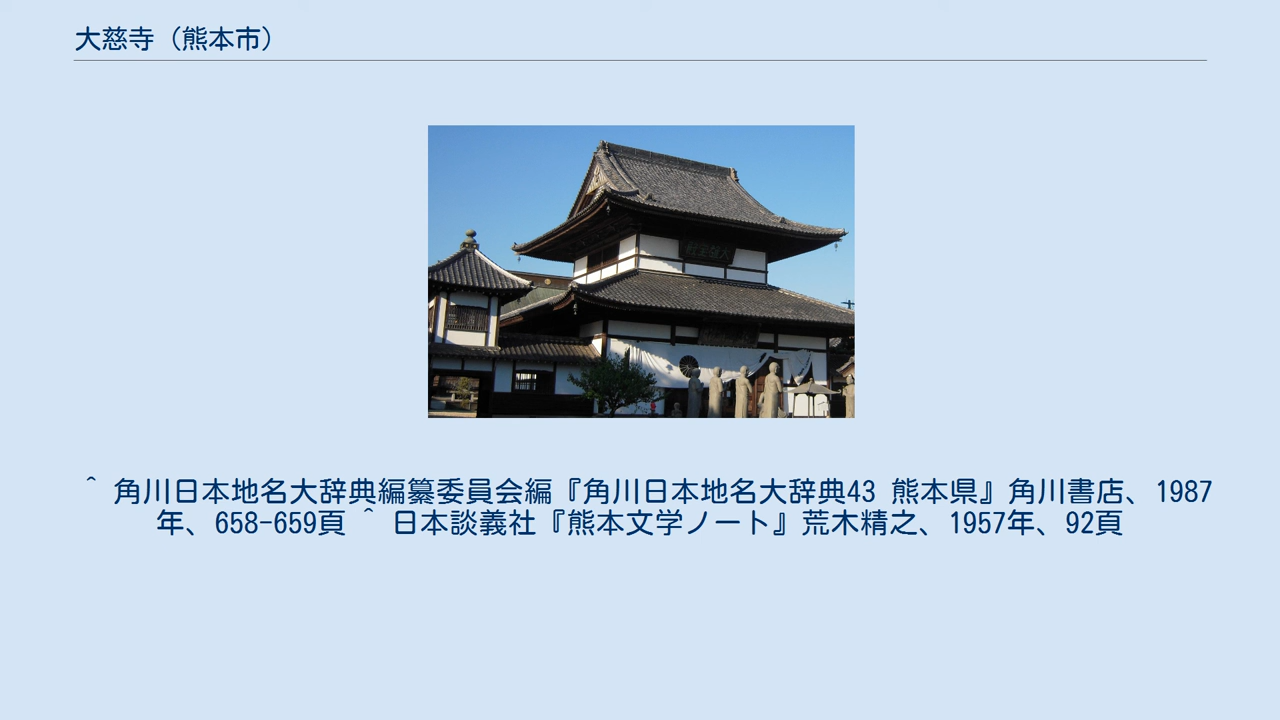 大慈寺（熊本市）
^ 角川日本地名大辞典編纂委員会編『角川日本地名大辞典43 熊本県』角川書店、1987
年、658-659頁 ^ 日本談義社『熊本文学ノート』荒木精之、1957年、92頁